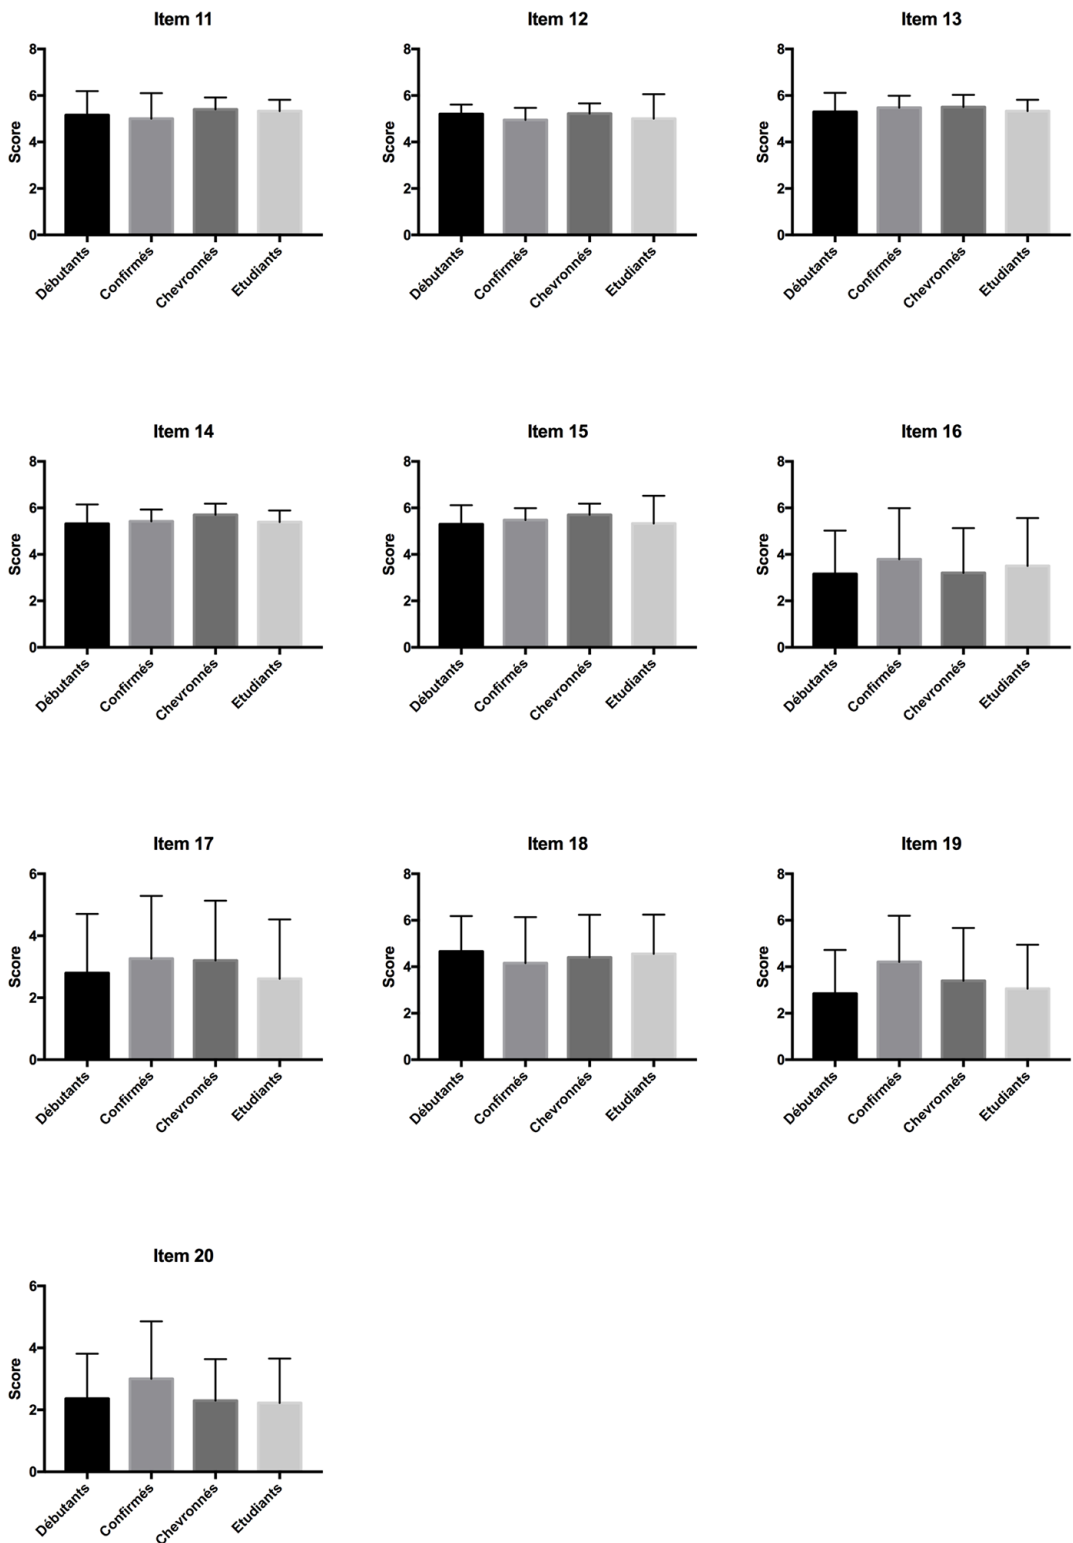 Item 11
8
6
4
2
0
Score
Débutants
Confirmés
Chevronnés
Etudiants
Item 12
8
6
4
2
0
Score
Débutants
Confirmés
Chevronnés
Etudiants
Item 13
8
6
4
2
0
Score
Débutants
Confirmés
Chevronnés
Etudiants
Item 14
8
6
4
2
0
Score
Débutants
Confirmés
Chevronnés
Etudiants
Item 15
8
6
4
2
0
Score
Débutants
Confirmés
Chevronnés
Etudiants
Item 16
8
6
4
2
0
Score
Débutants
Confirmés
Chevronnés
Etudiants
Item 17
6
4
2
0
Score
Débutants
Confirmés
Chevronnés
Etudiants
Item 18
8
6
4
2
0
Score
Débutants
Confirmés
Chevronnés
Etudiants
Item 19
8
6
4
2
0
Score
Débutants
Confirmés
Chevronnés
Etudiants
Item 20
6
4
2
0
Score
Débutants
Confirmés
Chevronnés
Etudiants